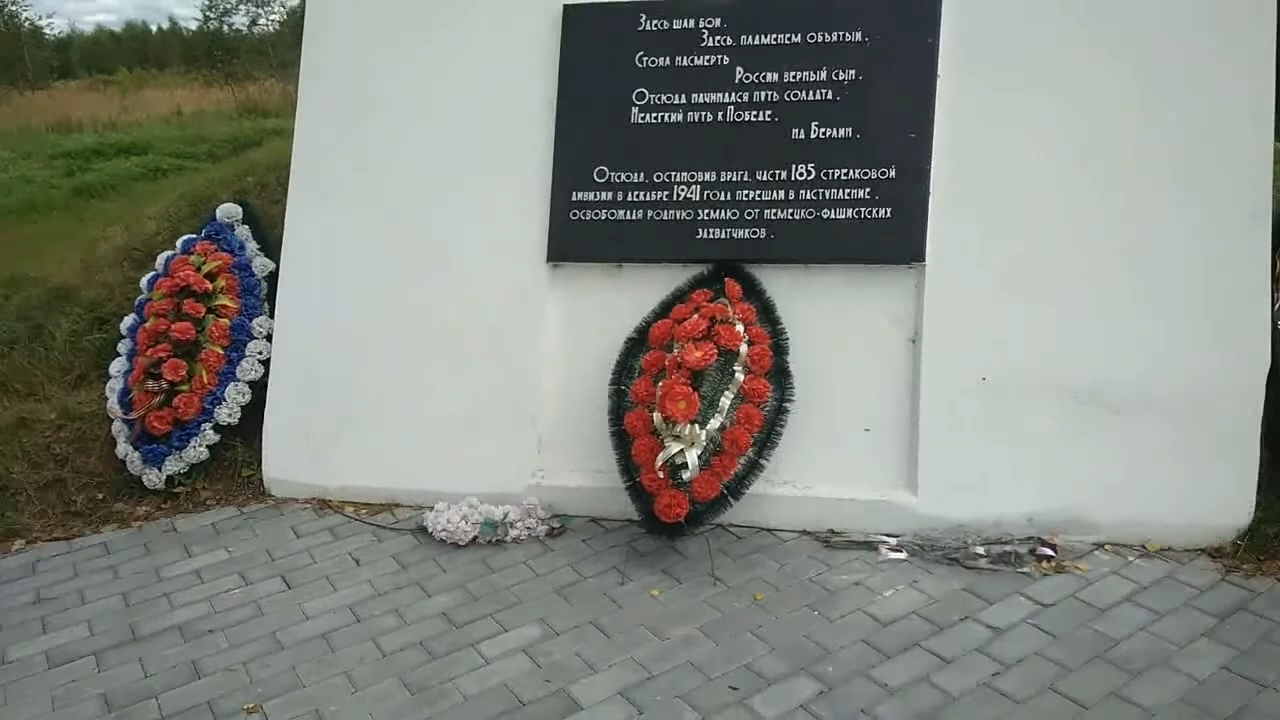 Здесь шли бои.
Здесь, пламенем объятый,
Стоял насмерть
России верный сын.
Отсюда начинался путь солдата,
Нелегкий путь к Победе,
на Берлин.
Отсюда, остановив врага, части 185 стрелковой
дивизии в декабре 1941 года перешли в наступление,
освобождая родную землю от немецко-фашистских
захватчиков.